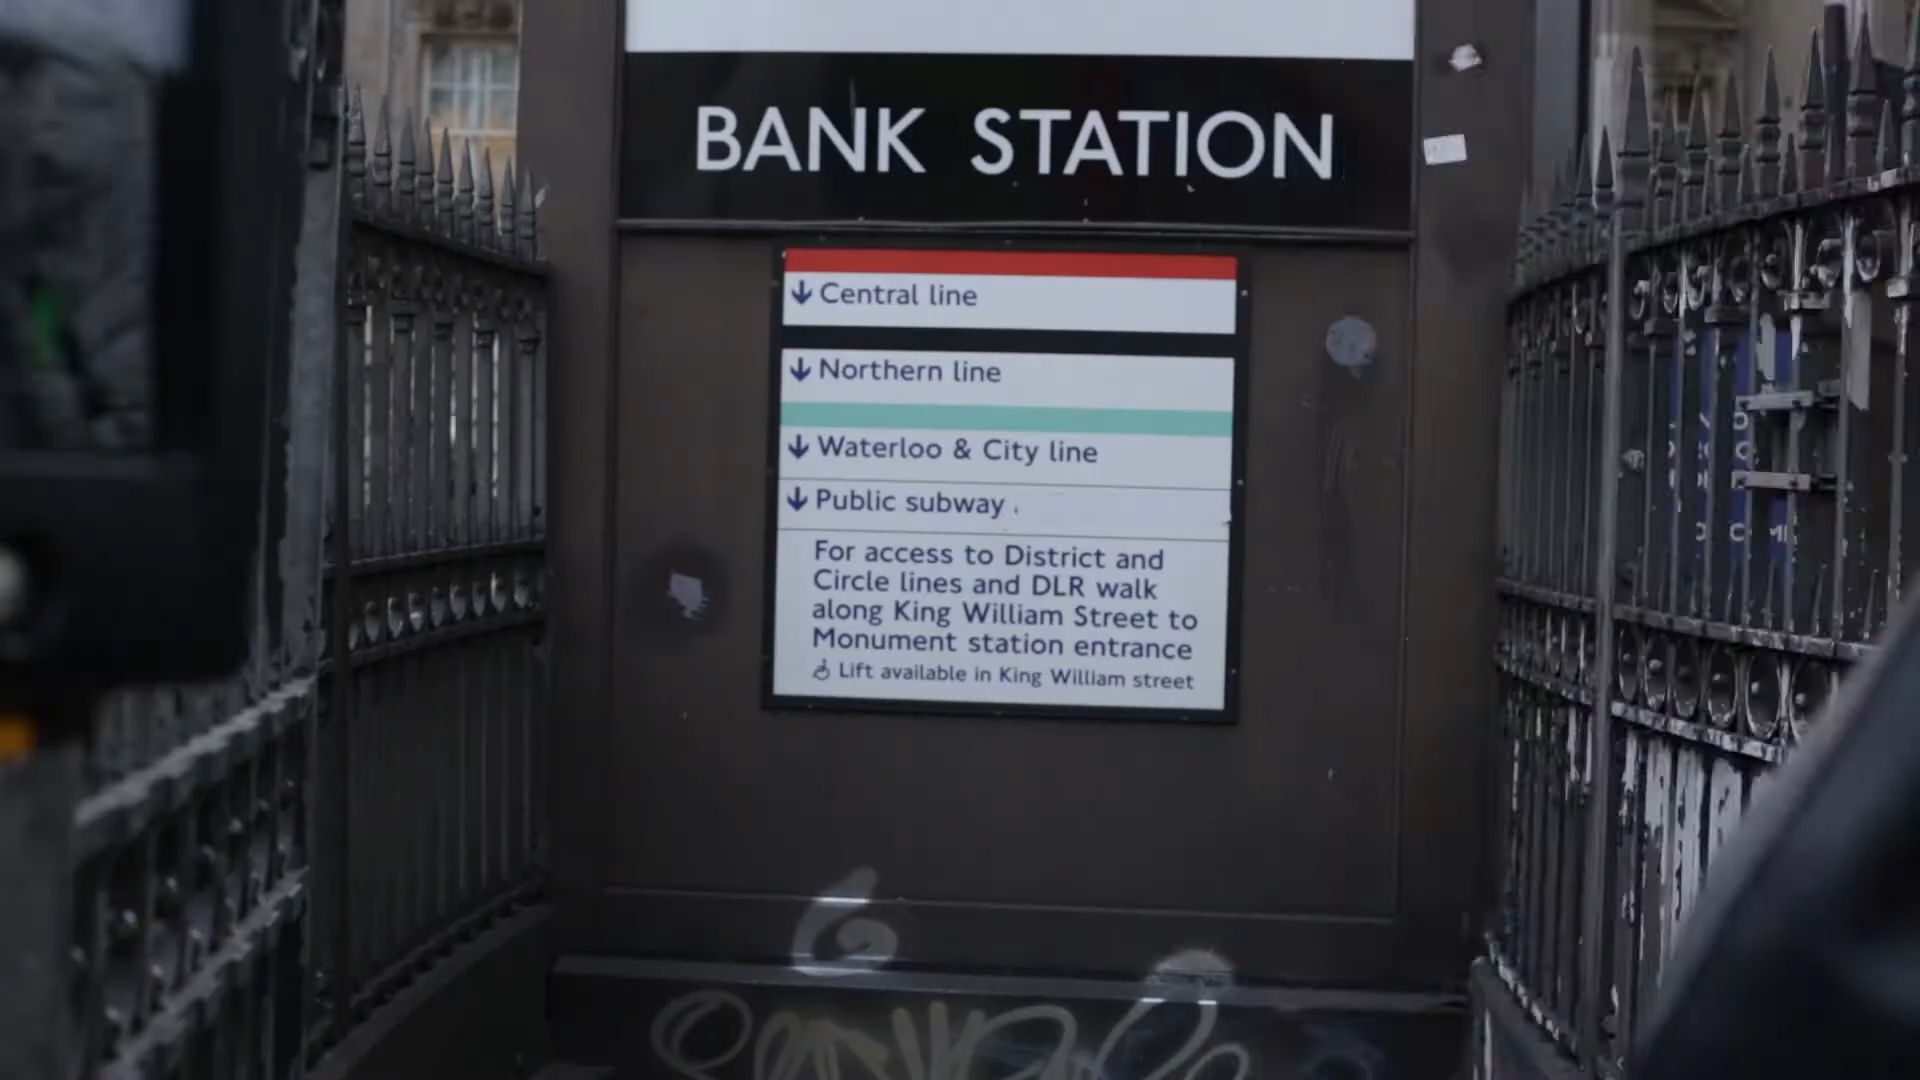 BANK STATION
↓ Central line
↓ Northern line
↓ Waterloo & City line
↓ Public subway
For access to District and
Circle lines and DLR walk
along King William Street to
Monument station entrance
Lift available in King William street